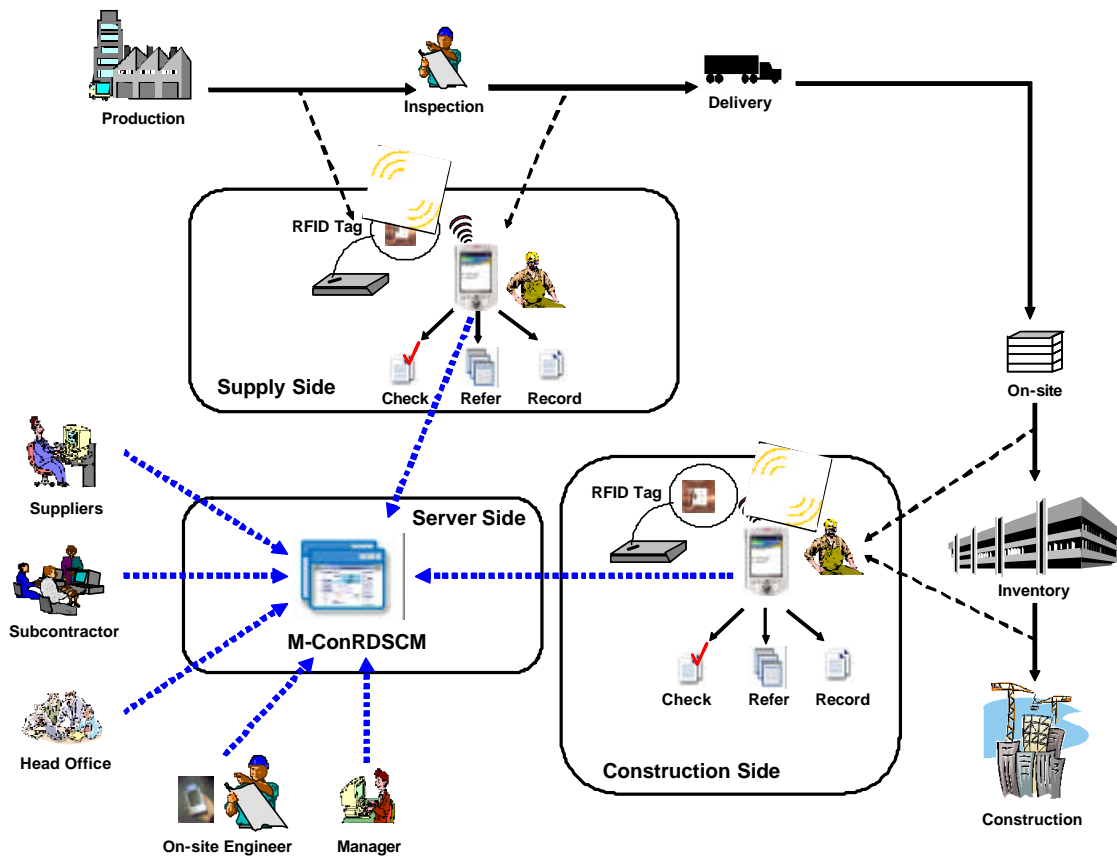 Production
Inspection
Delivery
RFID Tag
Supply Side
Check
Refer
Record
On-site
Suppliers
Server Side
RFID Tag
Subcontractor
M-ConRDSCM
Inventory
Check
Refer
Record
Head Office
Construction Side
On-site Engineer
Manager
Construction